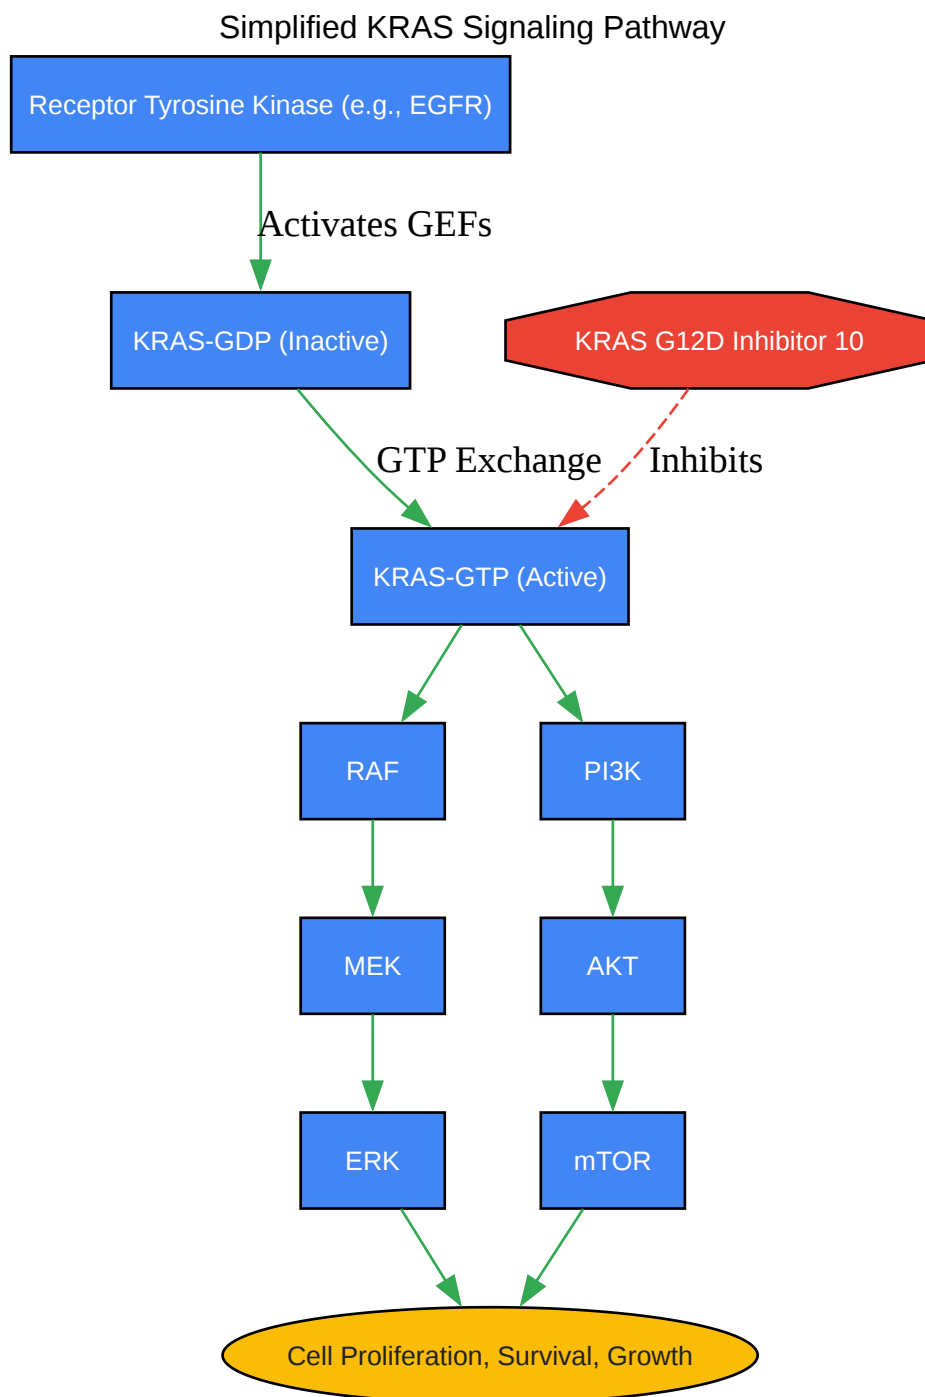 Simplified KRAS Signaling Pathway
Receptor Tyrosine Kinase (e.g., EGFR)
Activates GEFs
KRAS-GDP (Inactive)
KRAS G12D Inhibitor 10
GTP Exchange
Inhibits
KRAS-GTP (Active)
RAF
PI3K
MEK
AKT
ERK
mTOR
Cell Proliferation, Survival, Growth